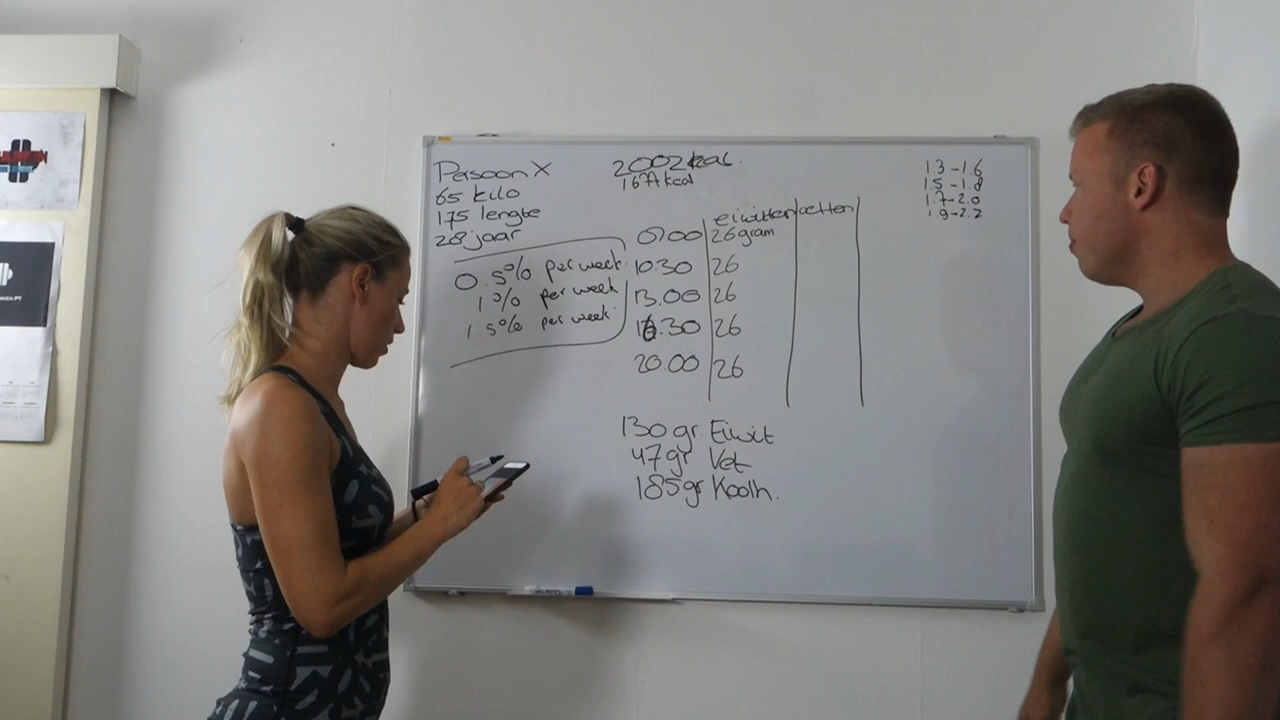 Persoon X
65 kilo
175 lengte
28 jaar
0.5% per week
1% per week
1.5% per week
2002 kcal.
1677 kcal
eiwitten vetten
07.00 26 gram
10.30 26
13.00 26
16.30 26
20.00 26
130 gr. Eiwit
47 gr Vet
185 gr Koolh.
1.3-1.6
1.5-1.8
1.7-2.0
1.9-2.2